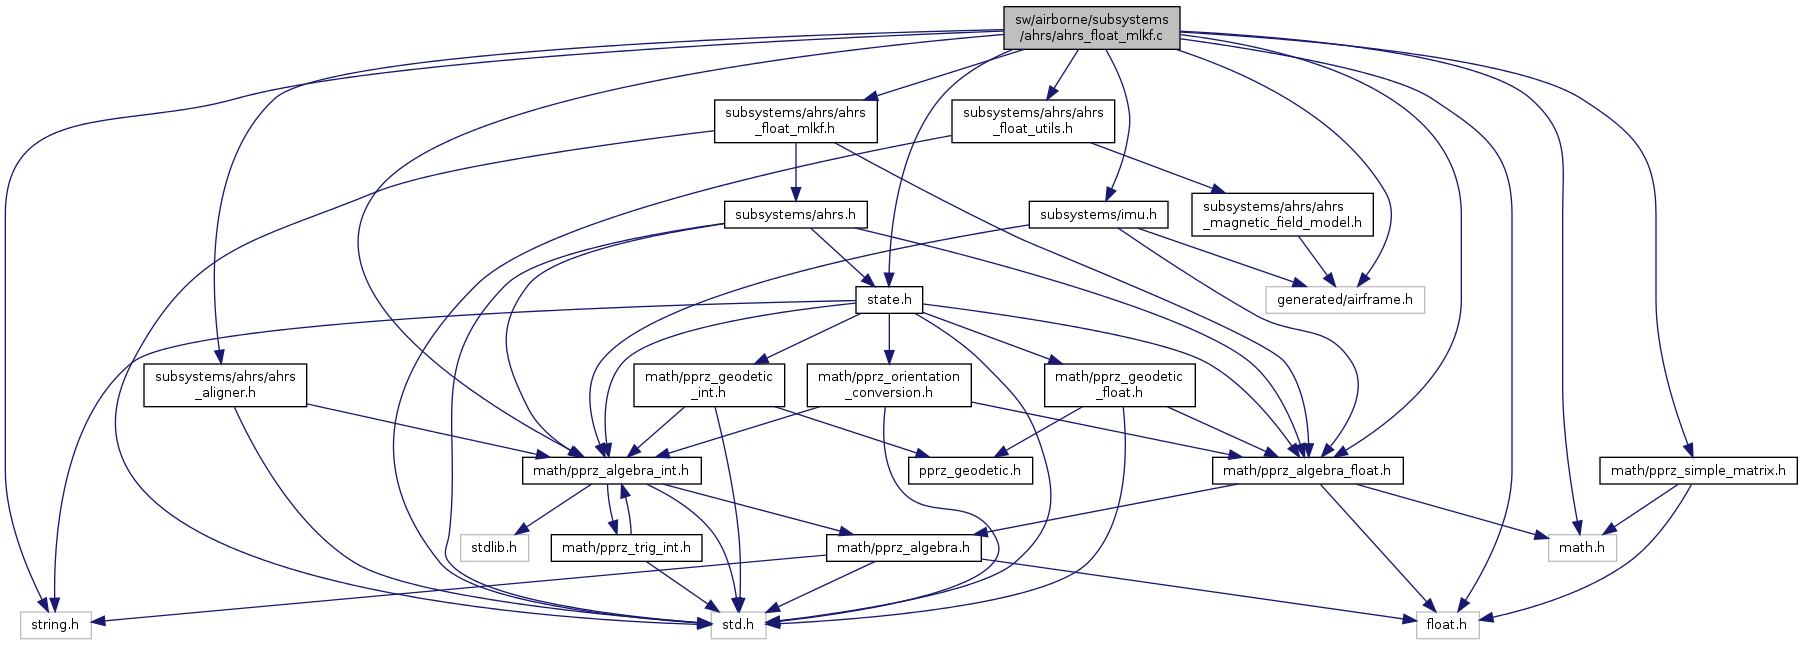 sw/airborne/subsystems
/ahrs/ahrs_float_mlkf.c
subsystems/ahrs/ahrs
_float_mlkf.h
subsystems/ahrs/ahrs
_float_utils.h
subsystems/ahrs.h
subsystems/imu.h
subsystems/ahrs/ahrs
_magnetic_field_model.h
state.h
generated/airframe.h
subsystems/ahrs/ahrs
_aligner.h
math/pprz_geodetic
_int.h
math/pprz_orientation
_conversion.h
math/pprz_geodetic
_float.h
math/pprz_algebra_int.h
pprz_geodetic.h
math/pprz_algebra_float.h
math/pprz_simple_matrix.h
stdlib.h
math/pprz_trig_int.h
math/pprz_algebra.h
math.h
string.h
std.h
float.h